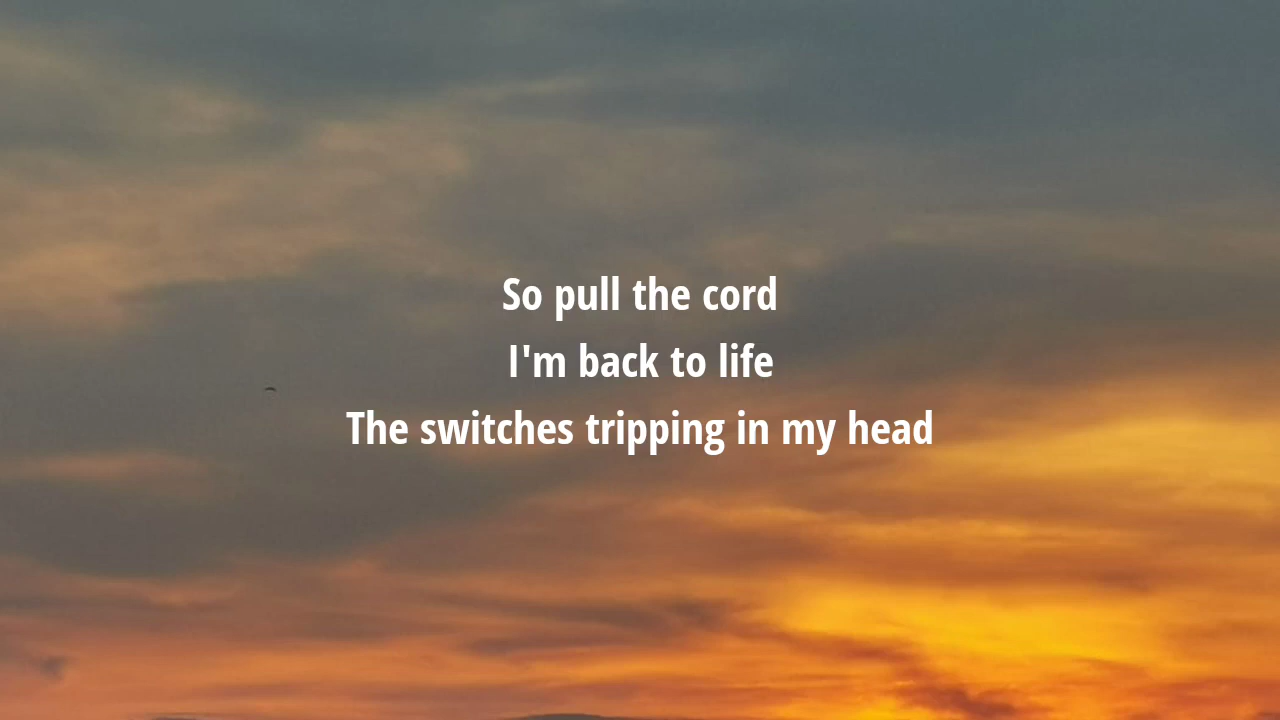 So pull the cord
I'm back to life
The switches tripping in my head